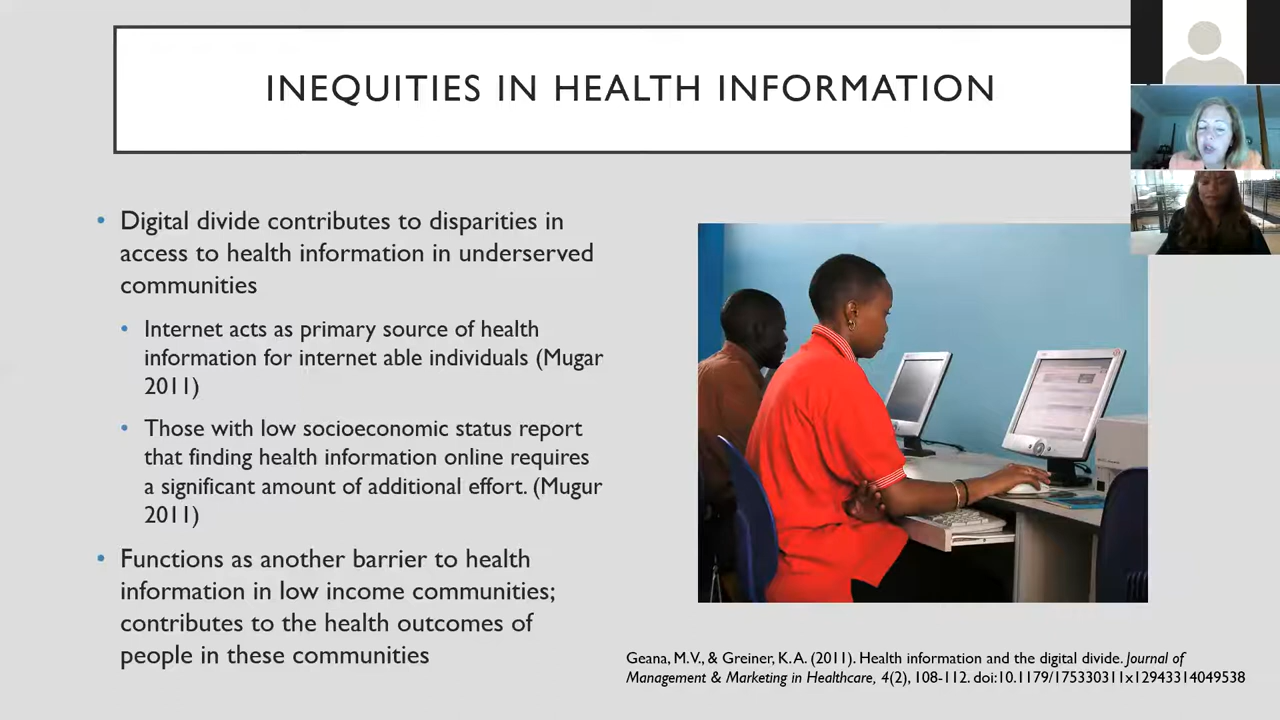 INEQUITIES IN HEALTH INFORMATION
• Digital divide contributes to disparities in
access to health information in underserved
communities
• Internet acts as primary source of health
information for internet able individuals (Mugar
2011)
• Those with low socioeconomic status report
that finding health information online requires
a significant amount of additional effort. (Mugur
2011)
• Functions as another barrier to health
information in low income communities;
contributes to the health outcomes of
people in these communities
Geana, M.V., & Greiner, K.A. (2011). Health information and the digital divide. Journal of
Management & Marketing in Healthcare, 4(2), 108-112. doi:10.1179/175330311x12943314049538